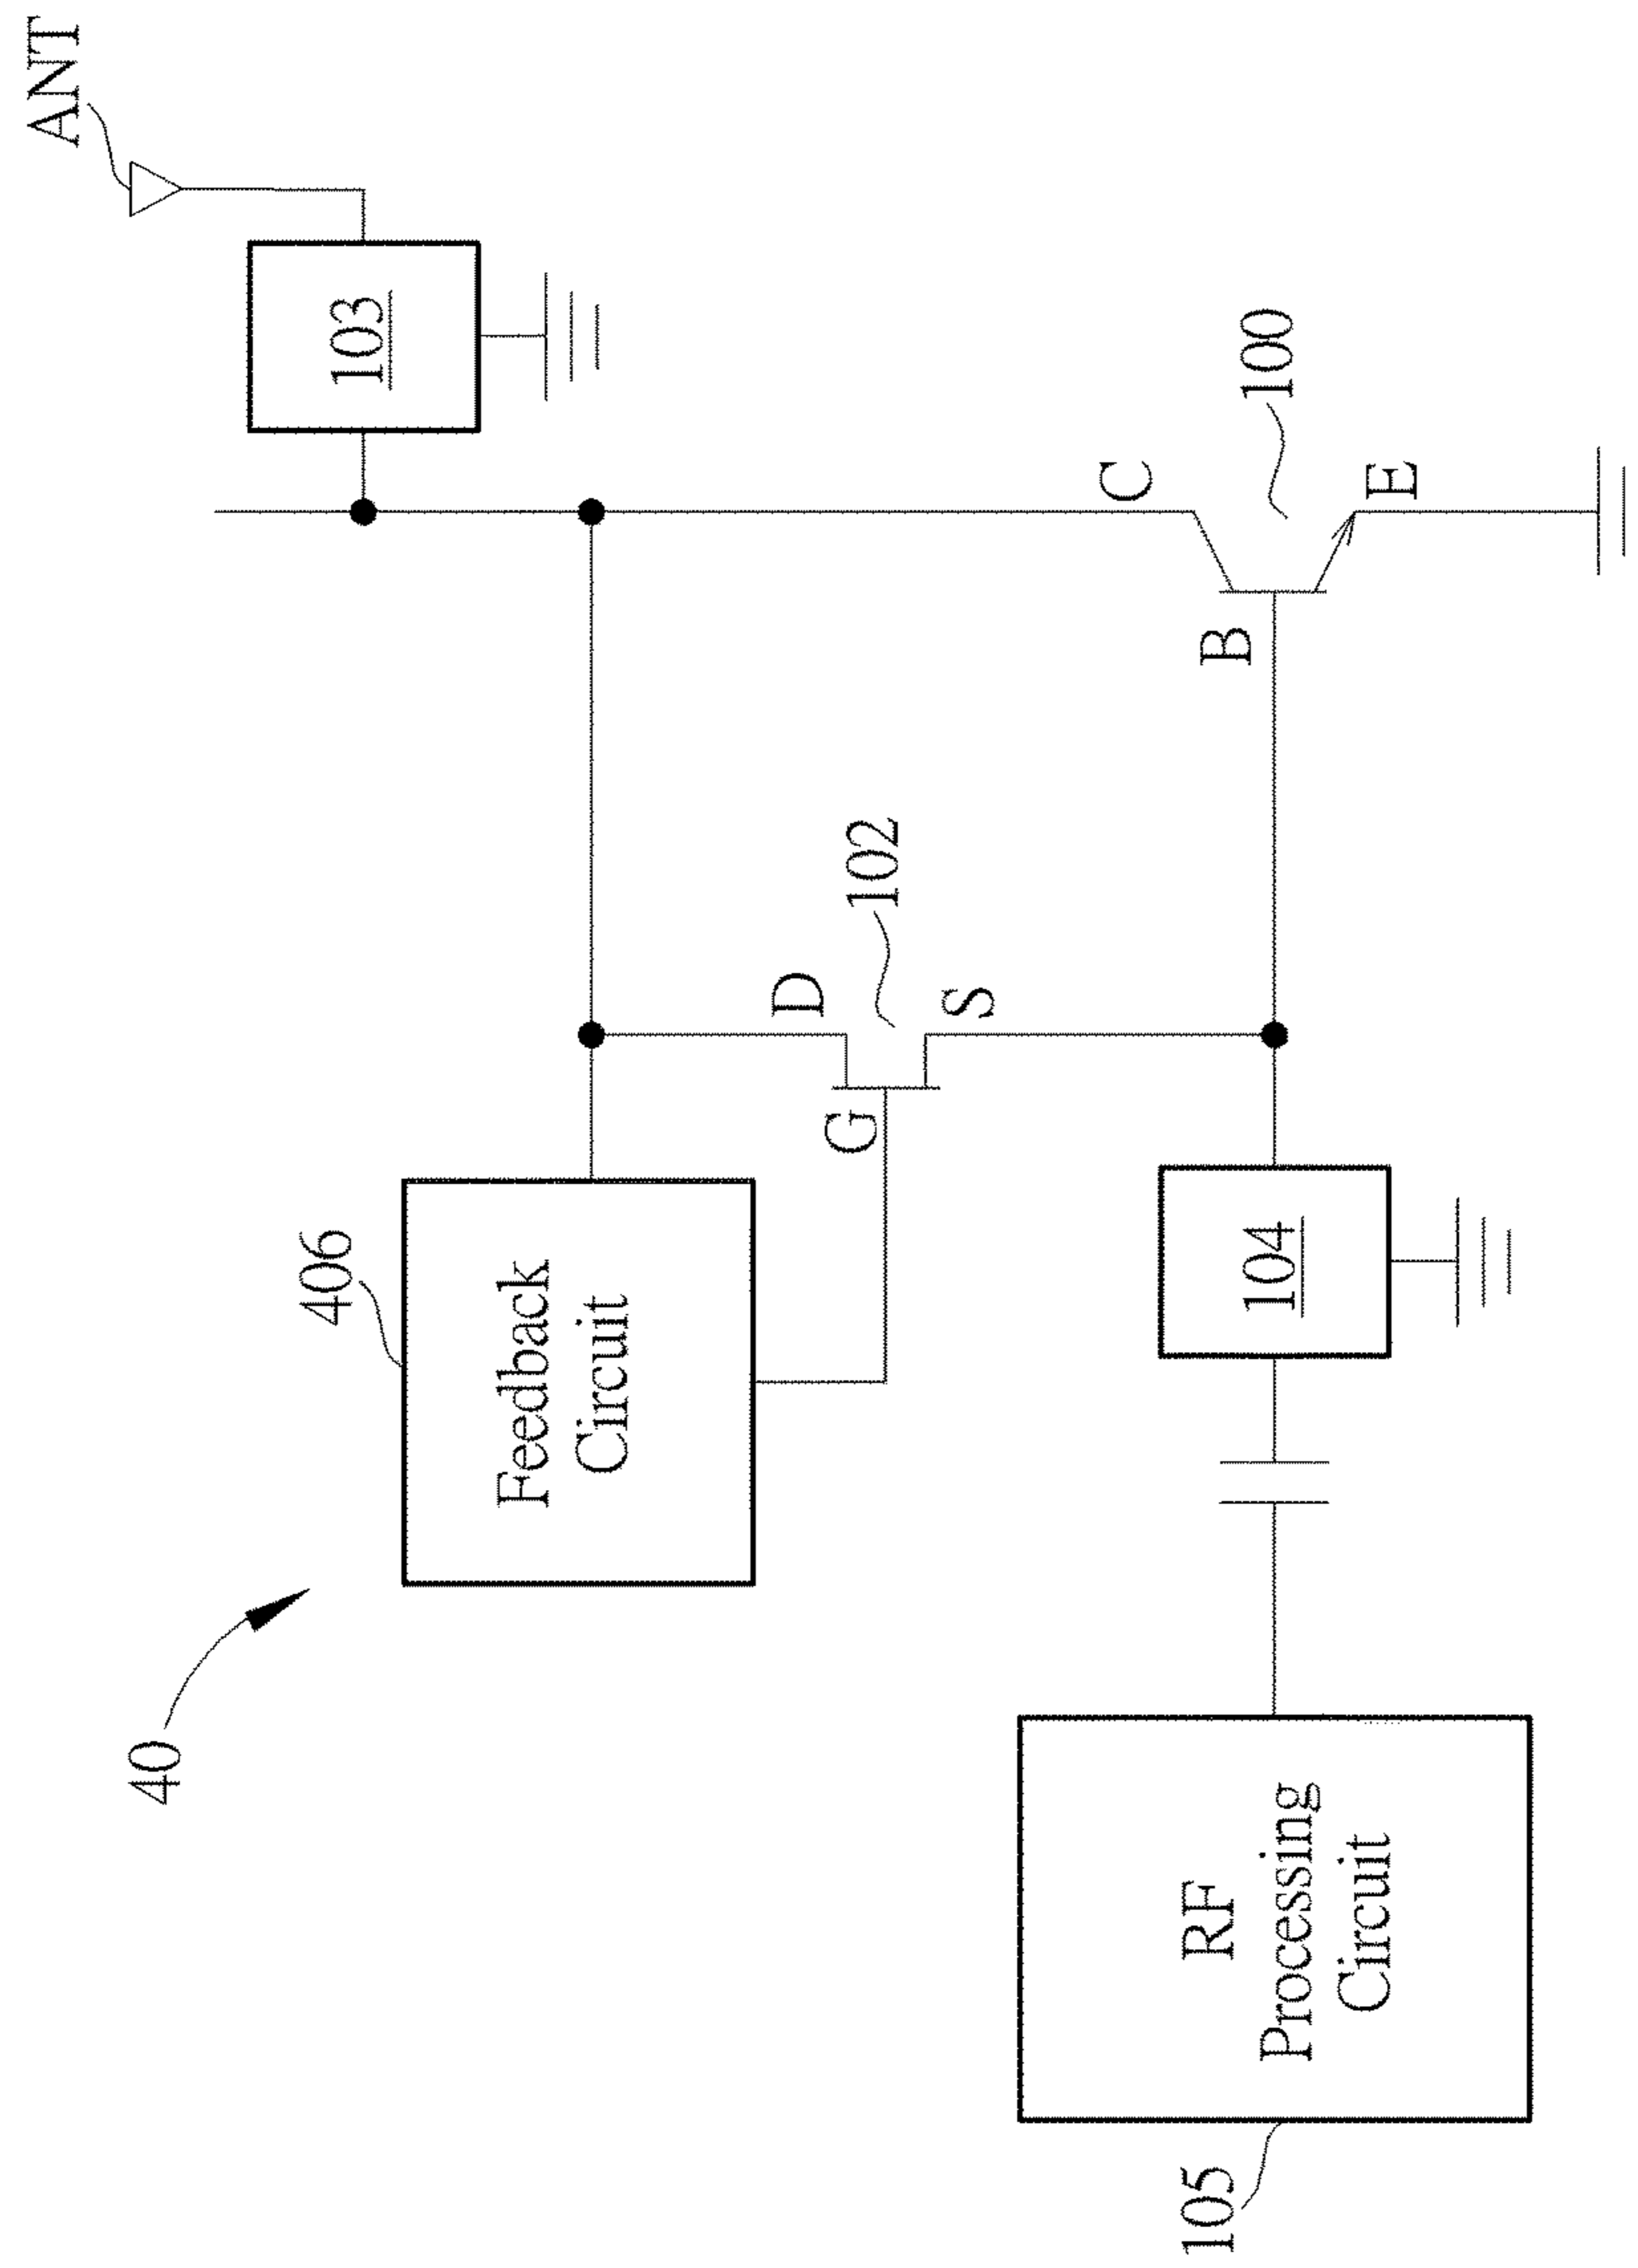 40
406
Feedback
Circuit
ANT
103
D
102
G
S
C
100
B
E
104
RF
Processing
Circuit
105